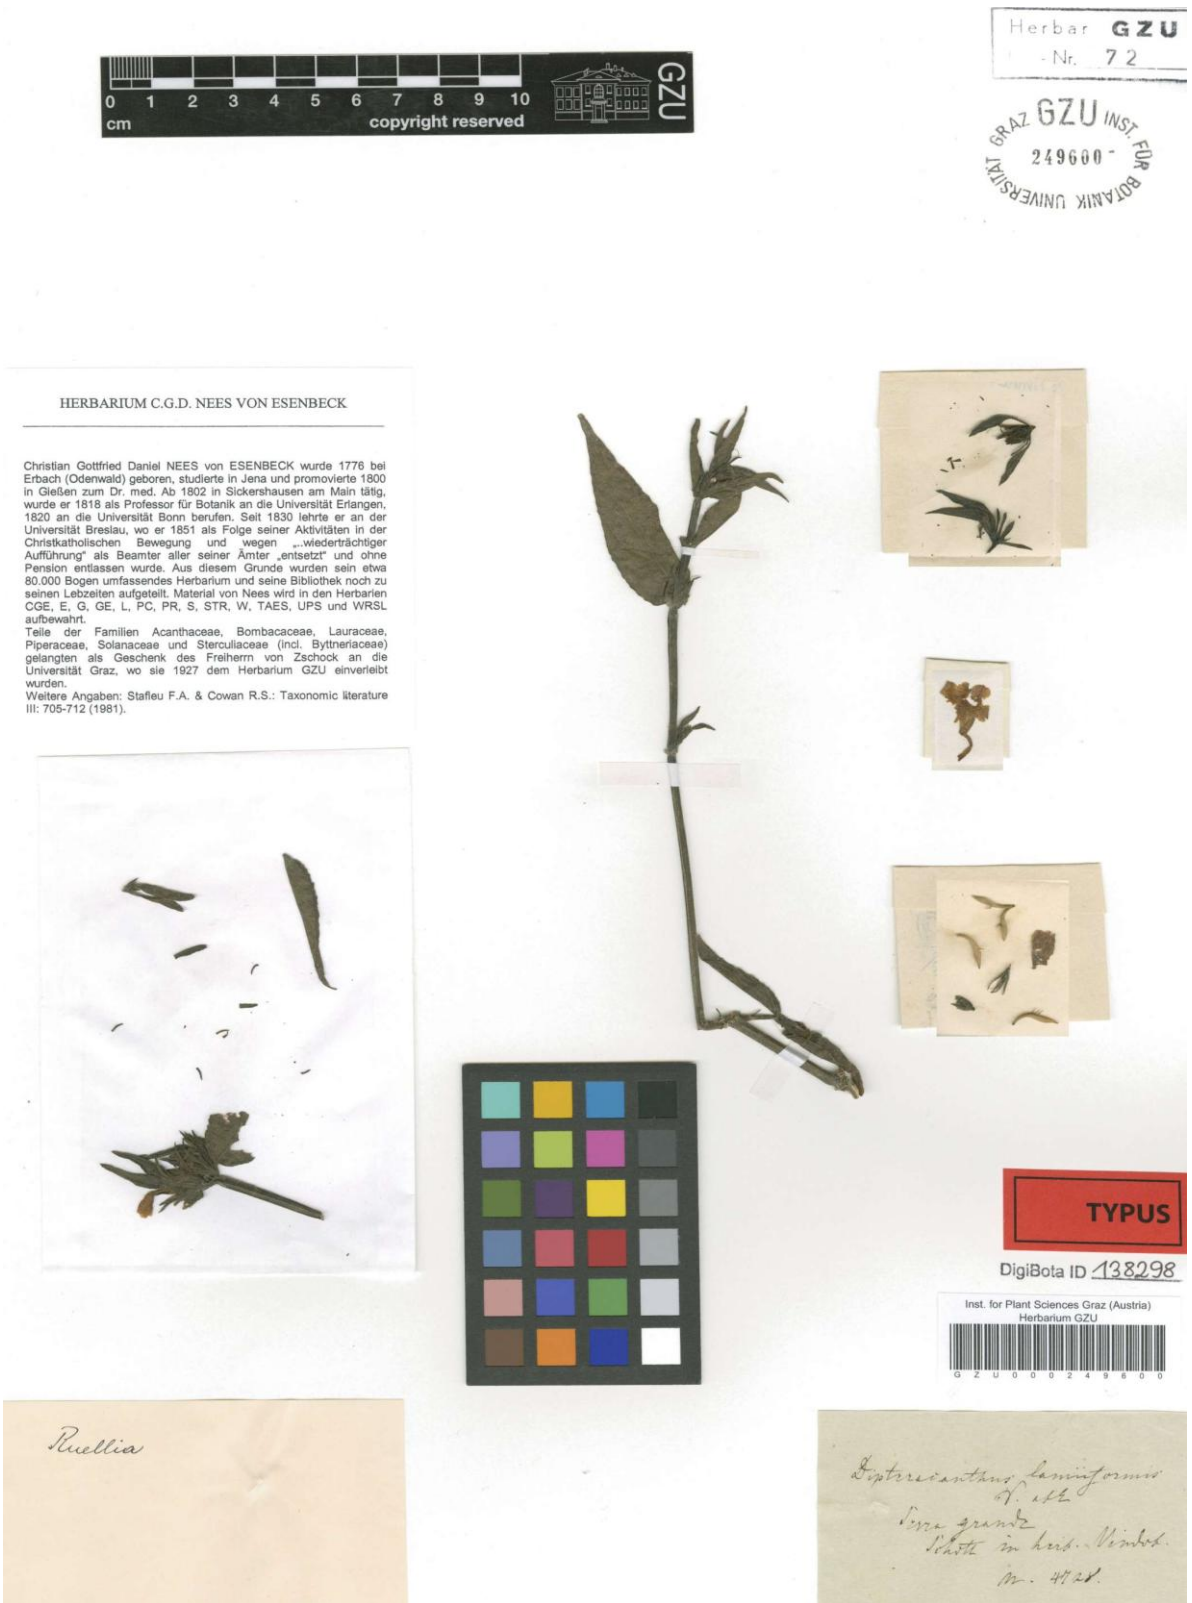 Herbar GZU
Nr. 72
GRAZ GZU INST. FÜR BOTANIK UNIVERSITÄT
249600
0 1 2 3 4 5 6 7 8 9 10
cm
copyright reserved
GZU
HERBARIUM C.G.D. NEES VON ESENBECK
Christian Gottfried Daniel NEES von ESENBECK wurde 1776 bei
Erbach (Odenwald) geboren, studierte in Jena und promovierte 1800
in Gießen zum Dr. med. Ab 1802 in Sickershausen am Main tätig,
wurde er 1818 als Professor für Botanik an die Universität Erlangen,
1820 an die Universität Bonn berufen. Seit 1830 lehrte er an der
Universität Breslau, wo er 1851 als Folge seiner Aktivitäten in der
Christkatholischen Bewegung und wegen „...wiederträchtiger
Aufführung“ als Beamter aller seiner Ämter „entsetzt“ und ohne
Pension entlassen wurde. Aus diesem Grunde wurden sein etwa
80.000 Bogen umfassendes Herbarium und seine Bibliothek noch zu
seinen Lebzeiten aufgeteilt. Material von Nees wird in den Herbarien
CGE, E, G, GE, L, PC, PR, S, STR, W, TAES, UPS und WRSL
aufbewahrt.
Teile der Familien Acanthaceae, Bombacaceae, Lauraceae,
Piperaceae, Solanaceae und Sterculiaceae (incl. Byttneriaceae)
gelangten als Geschenk des Freiherrn von Zschock an die
Universität Graz, wo sie 1927 dem Herbarium GZU einverleibt
wurden.
Weitere Angaben: Stafleu F.A. & Cowan R.S.: Taxonomic literature
III: 705-712 (1981).
TYPUS
DigiBota ID 138298
Inst. for Plant Sciences Graz (Austria)
Herbarium GZU
GZU000249600
Ruellia
Dipteracanthus lamiiformis
N. ab E
Serra grande
Schott in herb. Vindob.
n. 4728.